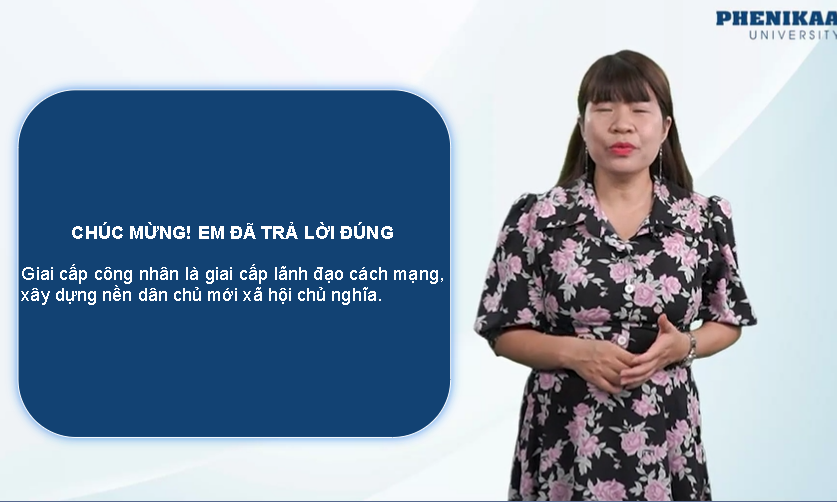 PHENIKAA
UNIVERSITY
CHÚC MỪNG! EM ĐÃ TRẢ LỜI ĐÚNG
Giai cấp công nhân là giai cấp lãnh đạo cách mạng,
xây dựng nền dân chủ mới xã hội chủ nghĩa.